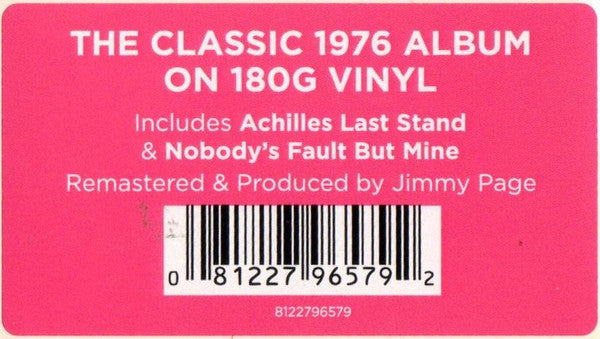 THE CLASSIC 1976 ALBUM
ON 180G VINYL
Includes Achilles Last Stand
& Nobody's Fault But Mine
Remastered & Produced by Jimmy Page
0 81227 96579 2
8122796579